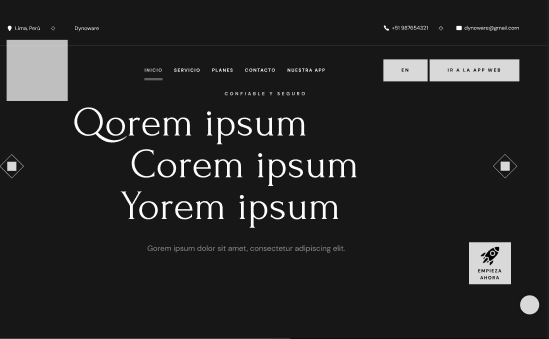 Lima, Perú
Dynoware
+51 987654321
dynoware@gmail.com
INICIO SERVICIO PLANES CONTACTO NUESTRA APP
EN
IR A LA APP WEB
CONFIABLE Y SEGURO
Qorem ipsum
Corem ipsum
Yorem ipsum
Gorem ipsum dolor sit amet, consectetur adipiscing elit.
EMPIEZA
AHORA